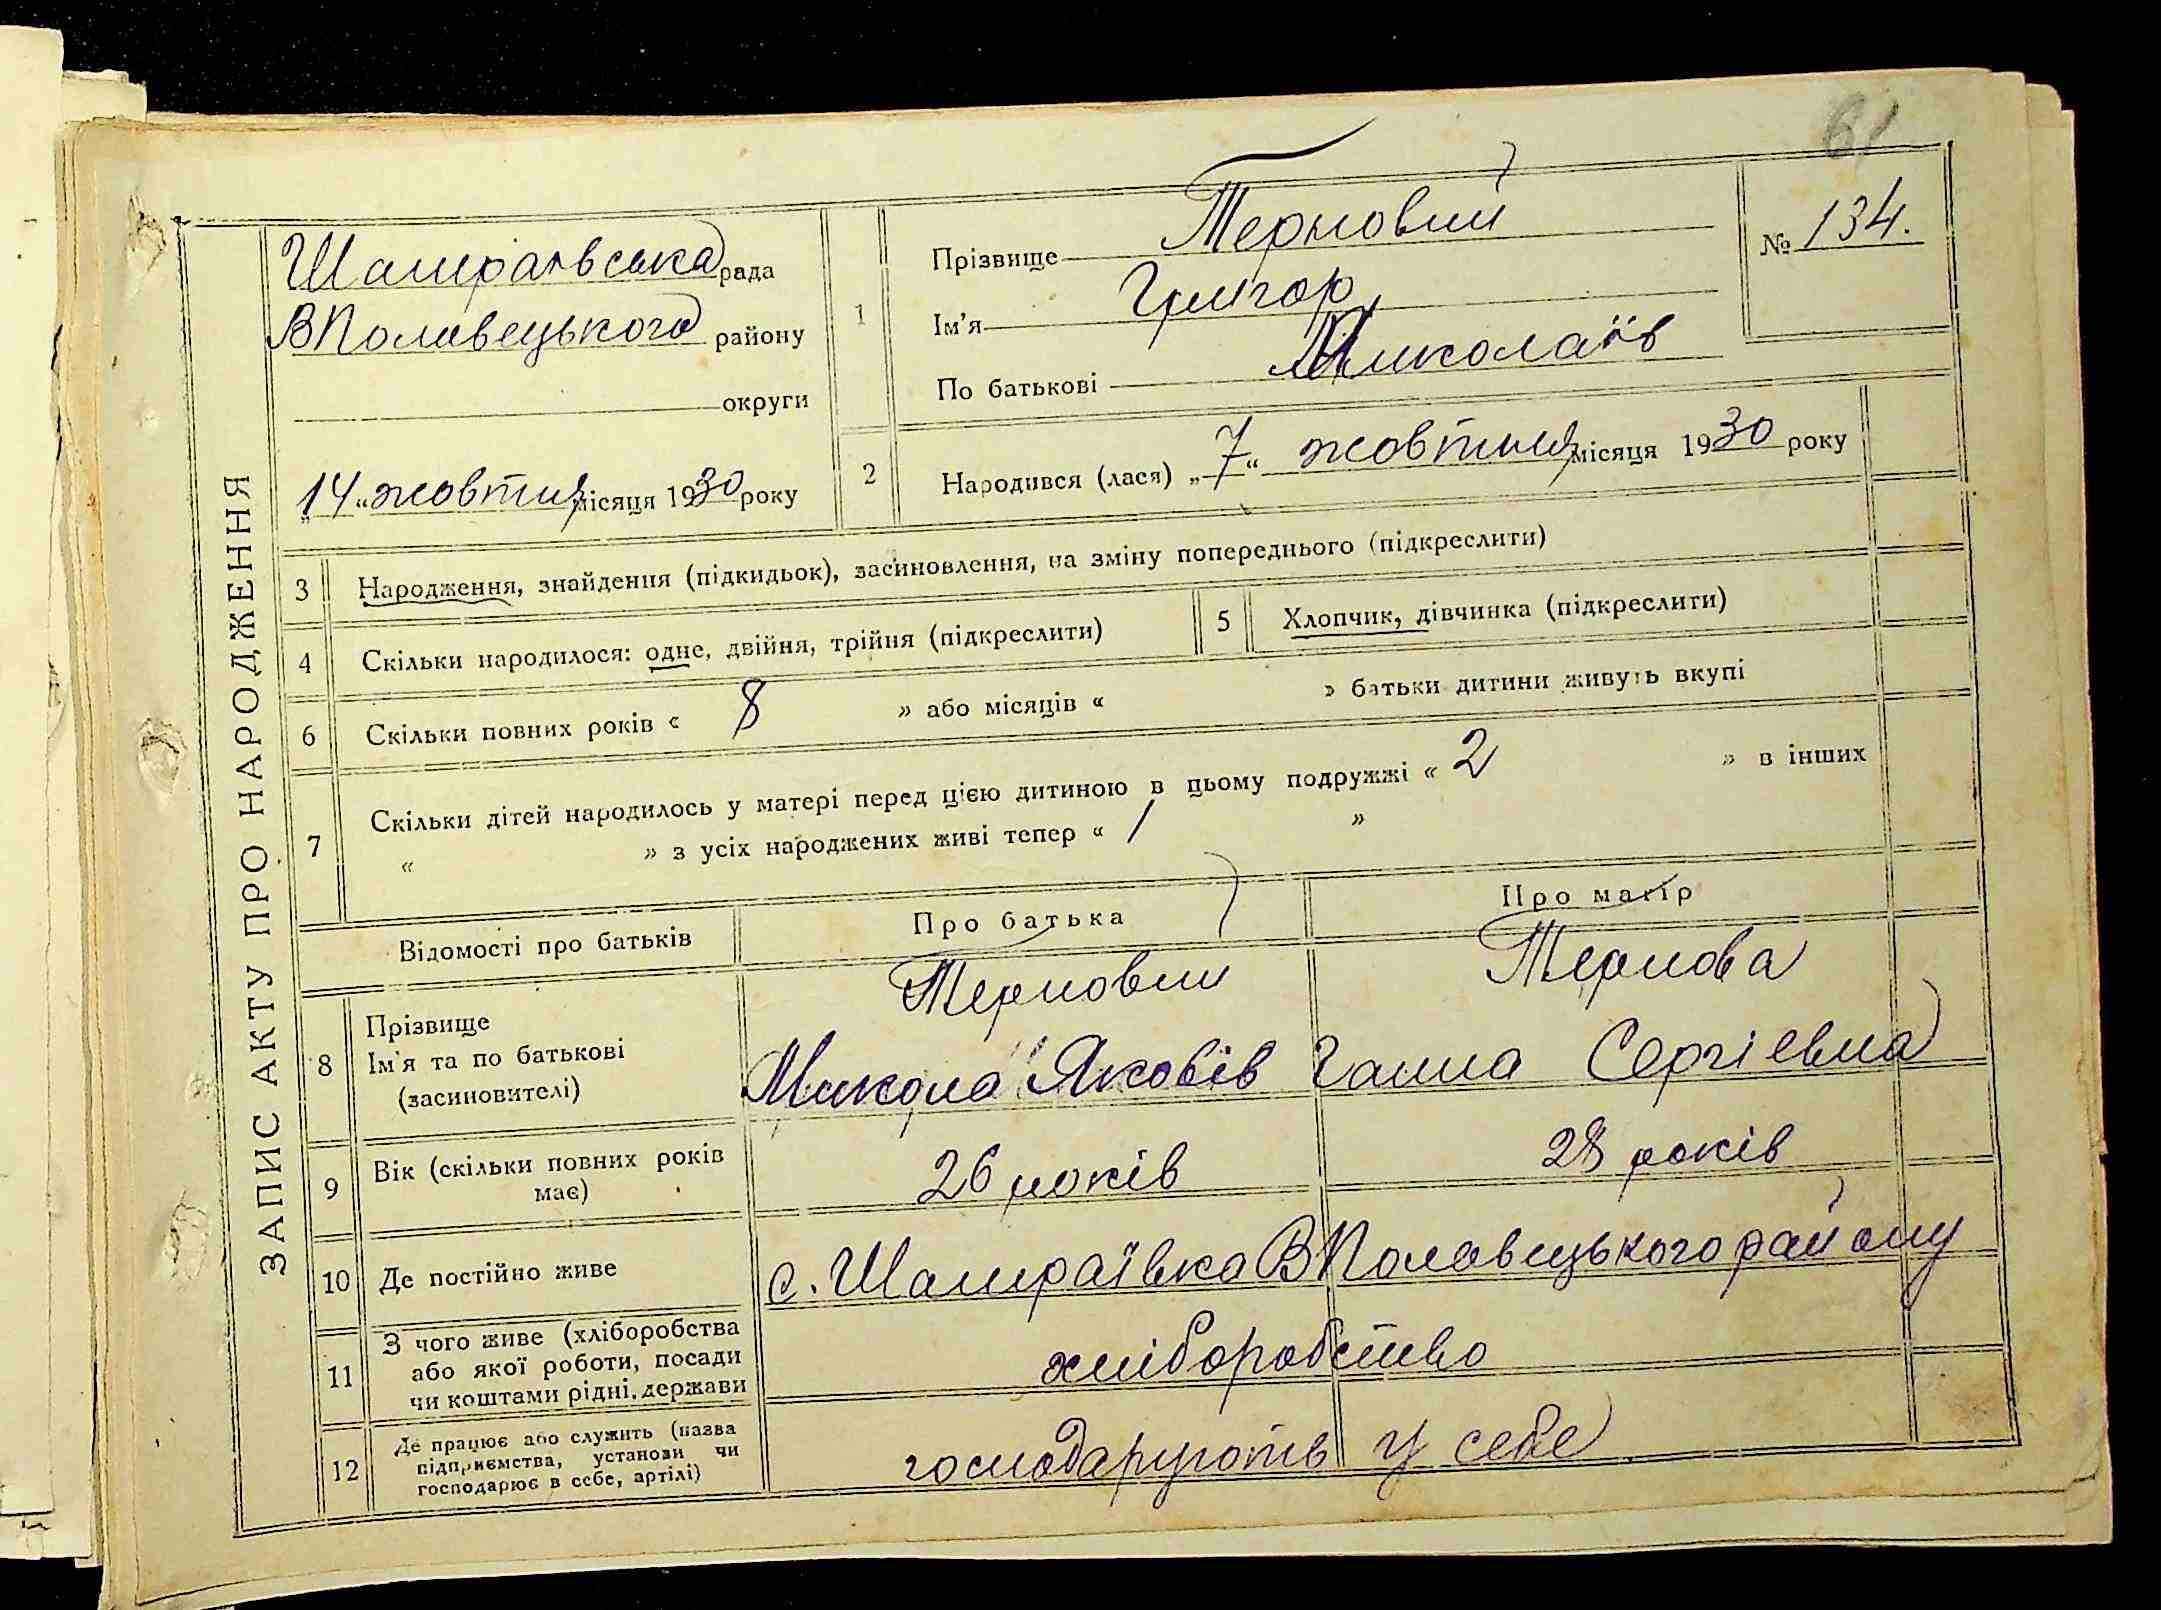 61
ЗАПИС АКТУ ПРО НАРОДЖЕННЯ
Шамраївська рада
ВПоловецького району
округи
„14“ жовтня місяця 1930 року
1
Прізвище Терновий
Ім'я Григор
По батькові Миколаїв
№ 134.
2
Народився (лася) „7“ жовтня місяця 1930 року
3 Народження, знайдення (підкидьок), засиновлення, на зміну попереднього (підкреслити)
4 Скільки народилося: одне, двійня, трійня (підкреслити)
5 Хлопчик, дівчинка (підкреслити)
6 Скільки повних років « 8 » або місяців « » батьки дитини живуть вкупі
7 Скільки дітей народилось у матері перед цією дитиною в цьому подружжі « 2 » в інших
« » з усіх народжених живі тепер « 1 »
Відомості про батьків Про батька Про матір
8 Прізвище
Ім'я та по батькові
(засиновителі)
Терновий
Микола Яковів
Тернова
Ганна Сергієвна
9 Вік (скільки повних років
має)
26 років
28 років
10 Де постійно живе
с. Шамраївка ВПоловецького району
11 З чого живе (хліборобства
або якої роботи, посади
чи коштами рідні, держави
хліборобство
12 Де працює або служить (назва
підприємства, установи чи
господарює в себе, артілі)
господарують у себе